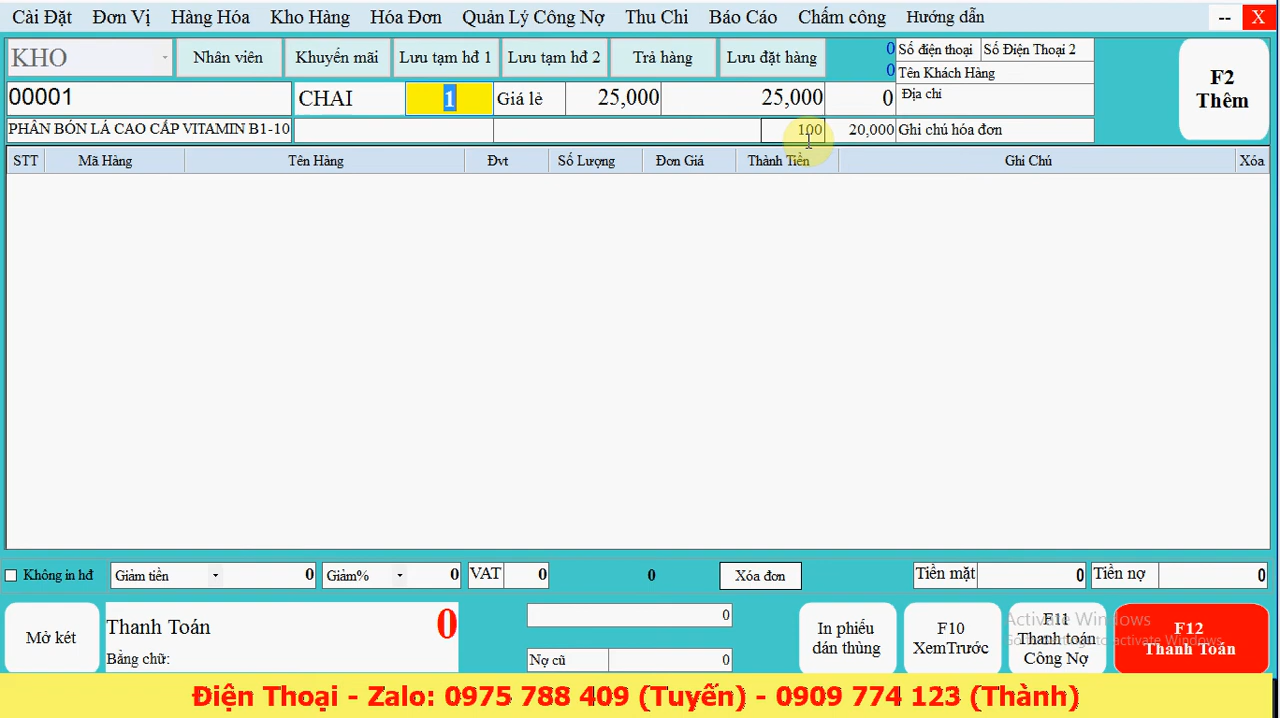 Cài Đặt Đơn Vị Hàng Hóa Kho Hàng Hóa Đơn Quản Lý Công Nợ Thu Chi Báo Cáo Chấm công Hướng dẫn -- X
KHO Nhân viên Khuyến mãi Lưu tạm hđ 1 Lưu tạm hđ 2 Trả hàng Lưu đặt hàng 0 Số điện thoại Số Điện Thoại 2
0 Tên Khách Hàng
F2
Thêm
00001 CHAI 1 Giá lẻ 25,000 25,000 0 Địa chỉ
PHÂN BÓN LÁ CAO CẤP VITAMIN B1-10 100 20,000 Ghi chú hóa đơn
STT Mã Hàng Tên Hàng Đvt Số Lượng Đơn Giá Thành Tiền Ghi Chú Xóa
Không in hđ Giảm tiền 0 Giảm% 0 VAT 0 0 Xóa đơn Tiền mặt 0 Tiền nợ 0
Mở kết
Thanh Toán 0
Bằng chữ:
0
Nợ cũ 0
In phiếu
dán thùng
F10
XemTrước
F11
Thanh toán
Công Nợ
F12
Thanh Toán
Activate Windows
Go to Settings to activate Windows.
Điện Thoại - Zalo: 0975 788 409 (Tuyến) - 0909 774 123 (Thành)